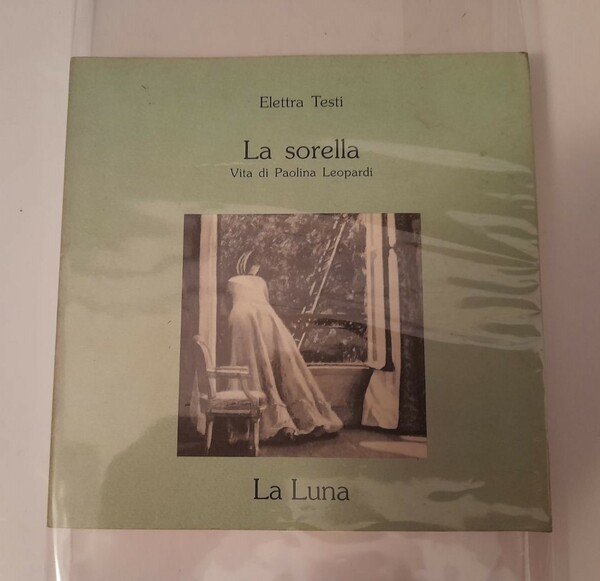 Elettra Testi
La sorella
Vita di Paolina Leopardi
La Luna